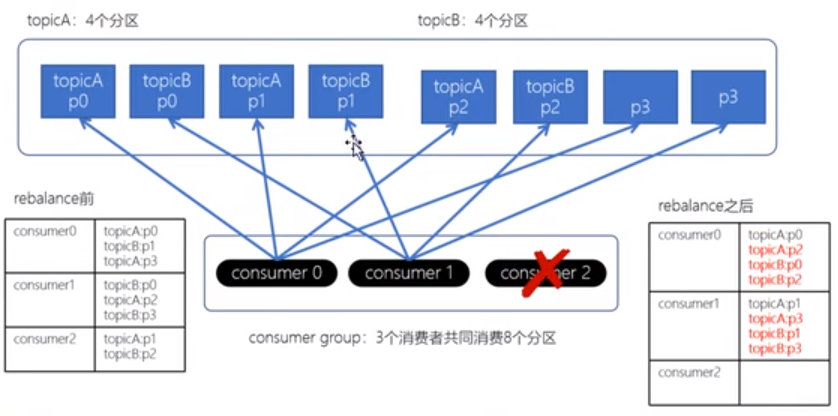 topicA：4个分区
topicB：4个分区
topicA
p0
topicB
p0
topicA
p1
topicB
p1
topicA
p2
topicB
p2
p3
p3
rebalance前
consumer0
topicA:p0
topicB:p1
topicA:p3
consumer1
topicB:p0
topicA:p2
topicB:p3
consumer2
topicA:p1
topicB:p2
consumer 0
consumer 1
consumer 2
consumer group：3个消费者共同消费8个分区
rebalance之后
consumer0
topicA:p0
topicA:p2
topicB:p0
topicB:p2
consumer1
topicA:p1
topicA:p3
topicB:p1
topicB:p3
consumer2